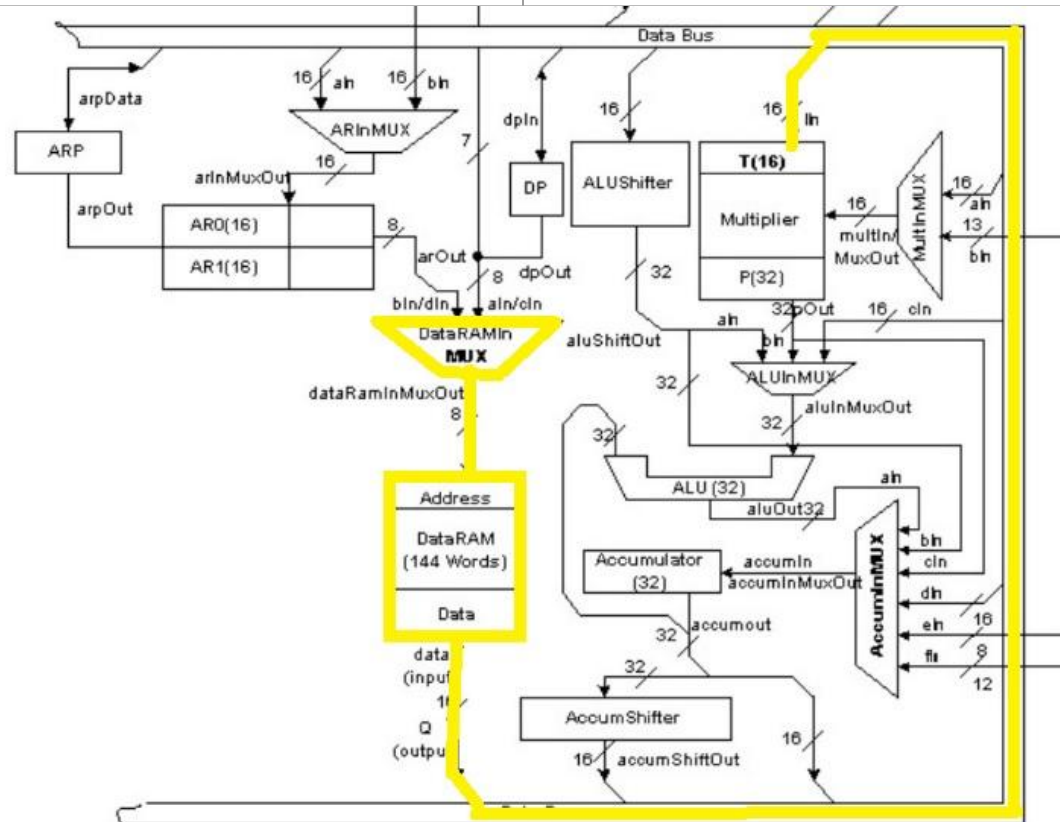 Data Bus
16
aIn
16
bIn
16
arpData
ARP
arpOut
ARInMUX
16
arInMuxOut
AR0(16)
AR1(16)
8
arOut
7
dpIn
DP
dpOut
8
bIn/dIn
aIn/cIn
DataRAMIn
MUX
dataRamInMuxOut
8
Address
DataRAM
(144 Words)
Data
data
(input
Q
(output
16
ALUShifter
32
aluShiftOut
16
T(16)
Multiplier
P(32)
16
multIn/
MuxOut
MultInMUX
16
aIn
13
bIn
32
pOut
16
cIn
aIn
bIn
ALUInMUX
32
aluInMuxOut
32
32
ALU (32)
aluOut
32
aIn
bIn
cIn
dIn
eIn
16
8
12
AccumInMUX
accumIn
accumInMuxOut
Accumulator
(32)
accumout
32
32
AccumShifter
16
accumShiftOut
16